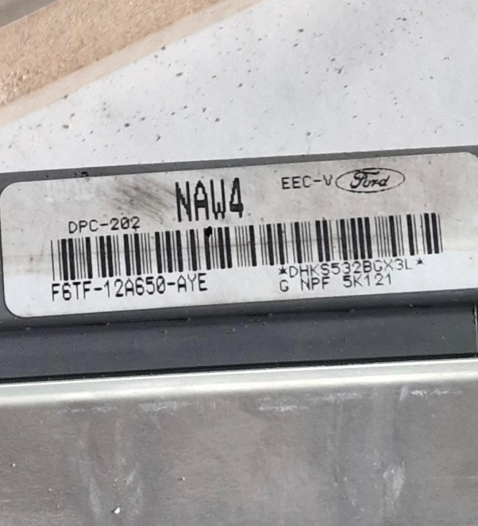 NAW4
EEC-V Ford
DPC-202
F6TF-12A650-AYE
*DHKS532BGX3L*
G NPF 5K121